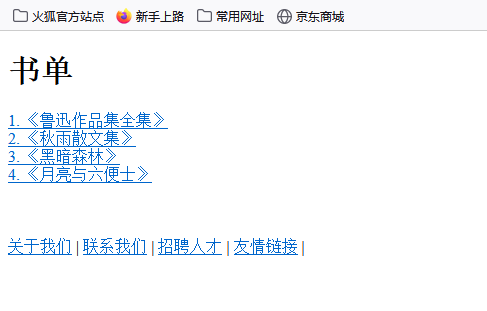 火狐官方站点 新手上路 常用网址 京东商城
书单
1.《鲁迅作品集全集》
2.《秋雨散文集》
3.《黑暗森林》
4.《月亮与六便士》
关于我们 | 联系我们 | 招聘人才 | 友情链接 |